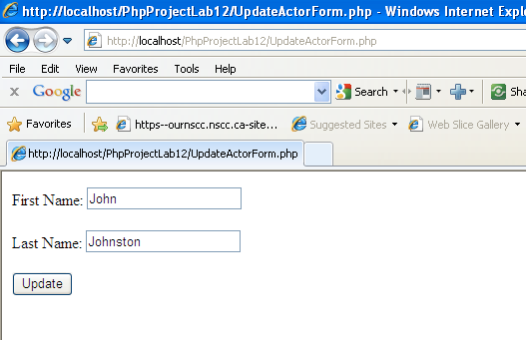 http://localhost/PhpProjectLab12/UpdateActorForm.php - Windows Internet Expl
http://localhost/PhpProjectLab12/UpdateActorForm.php
File Edit View Favorites Tools Help
x Google Search Sha
Favorites https--ournscc.nscc.ca-site... Suggested Sites Web Slice Gallery
http://localhost/PhpProjectLab12/UpdateActorForm.php
First Name: John
Last Name: Johnston
Update